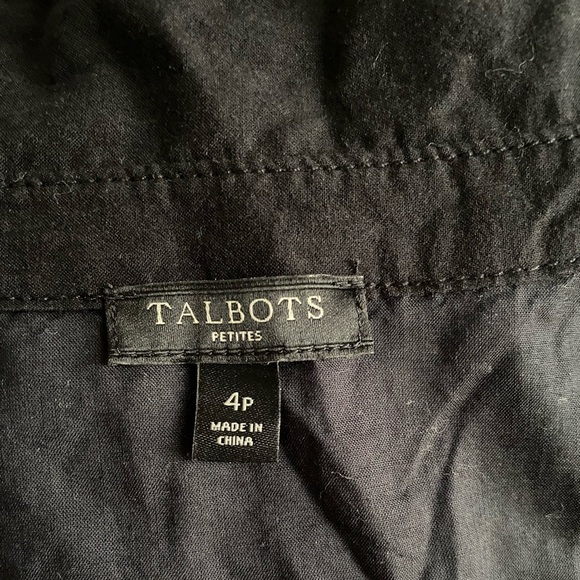 TALBOTS
PETITES
4P
MADE IN
CHINA